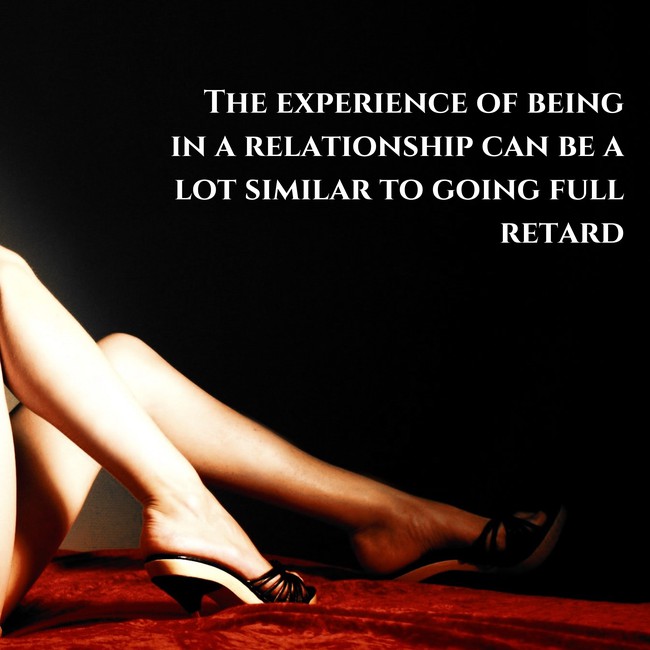 The experience of being
in a relationship can be a
lot similar to going full
retard